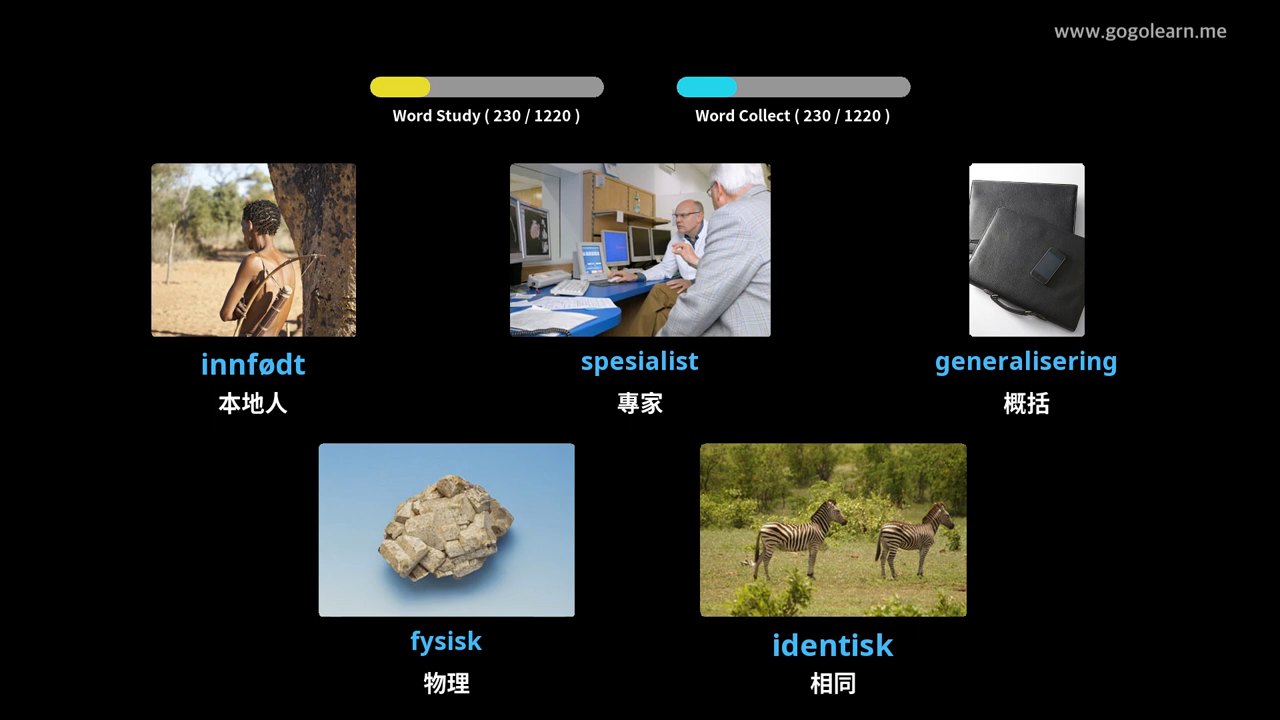 www.gogolearn.me
Word Study ( 230 / 1220 )
Word Collect ( 230 / 1220 )
innfødt
本地人
spesialist
專家
generalisering
概括
fysisk
物理
identisk
相同